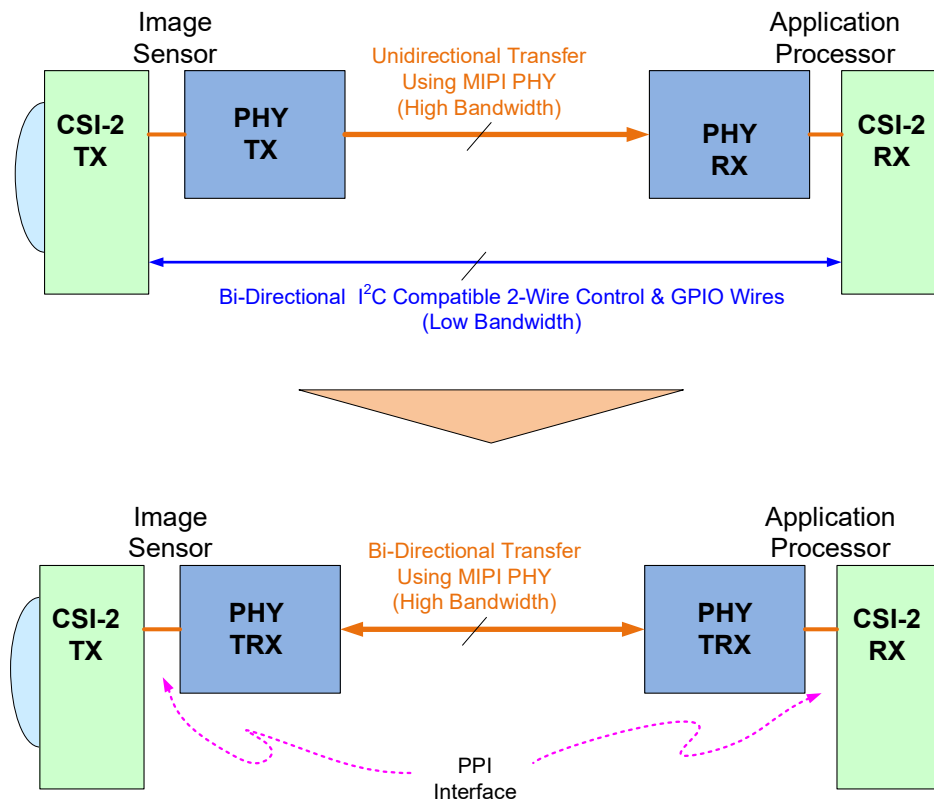 Image
Sensor
Application
Processor
Unidirectional Transfer
Using MIPI PHY
(High Bandwidth)
CSI-2
TX
PHY
TX
PHY
RX
CSI-2
RX
Bi-Directional I²C Compatible 2-Wire Control & GPIO Wires
(Low Bandwidth)
Image
Sensor
Application
Processor
Bi-Directional Transfer
Using MIPI PHY
(High Bandwidth)
CSI-2
TX
PHY
TRX
PHY
TRX
CSI-2
RX
PPI
Interface